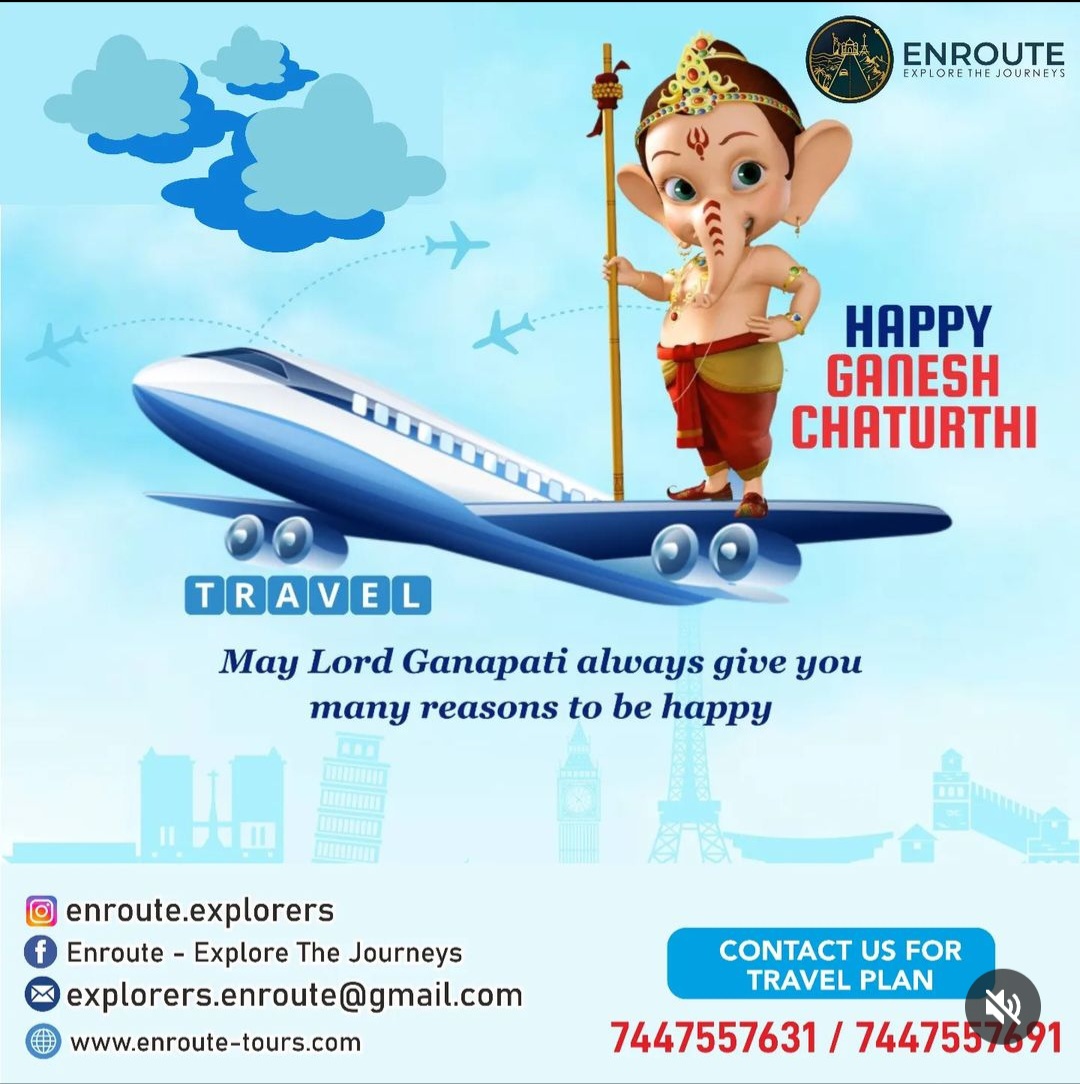 ENROUTE
EXPLORE THE JOURNEYS
HAPPY
GANESH
CHATURTHI
TRAVEL
May Lord Ganapati always give you
many reasons to be happy
enroute.explorers
Enroute - Explore The Journeys
explorers.enroute@gmail.com
www.enroute-tours.com
CONTACT US FOR
TRAVEL PLAN
7447557631 / 7447557691